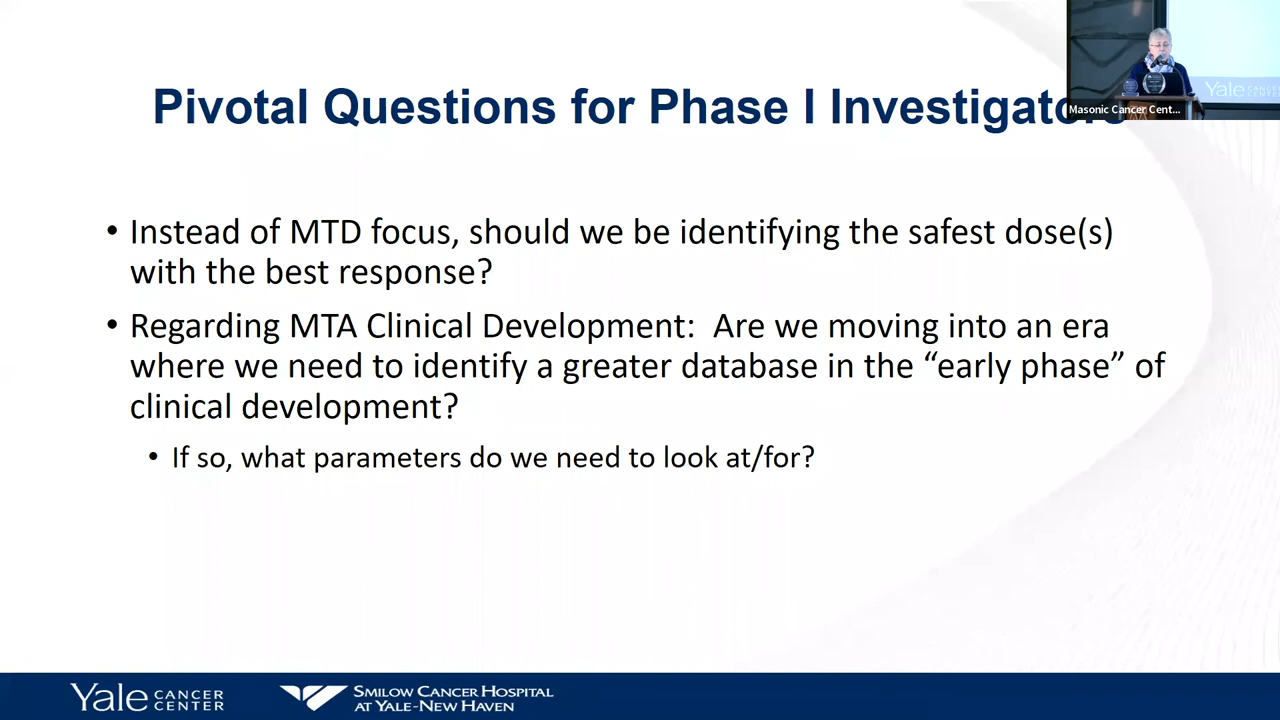 Pivotal Questions for Phase I
Masonic Cancer Cent...
Yale
• Instead of MTD focus, should we be identifying the safest dose(s)
with the best response?
• Regarding MTA Clinical Development:  Are we moving into an era
where we need to identify a greater database in the “early phase” of
clinical development?
• If so, what parameters do we need to look at/for?
Yale CANCER
CENTER
SMILOW CANCER HOSPITAL
AT YALE-NEW HAVEN